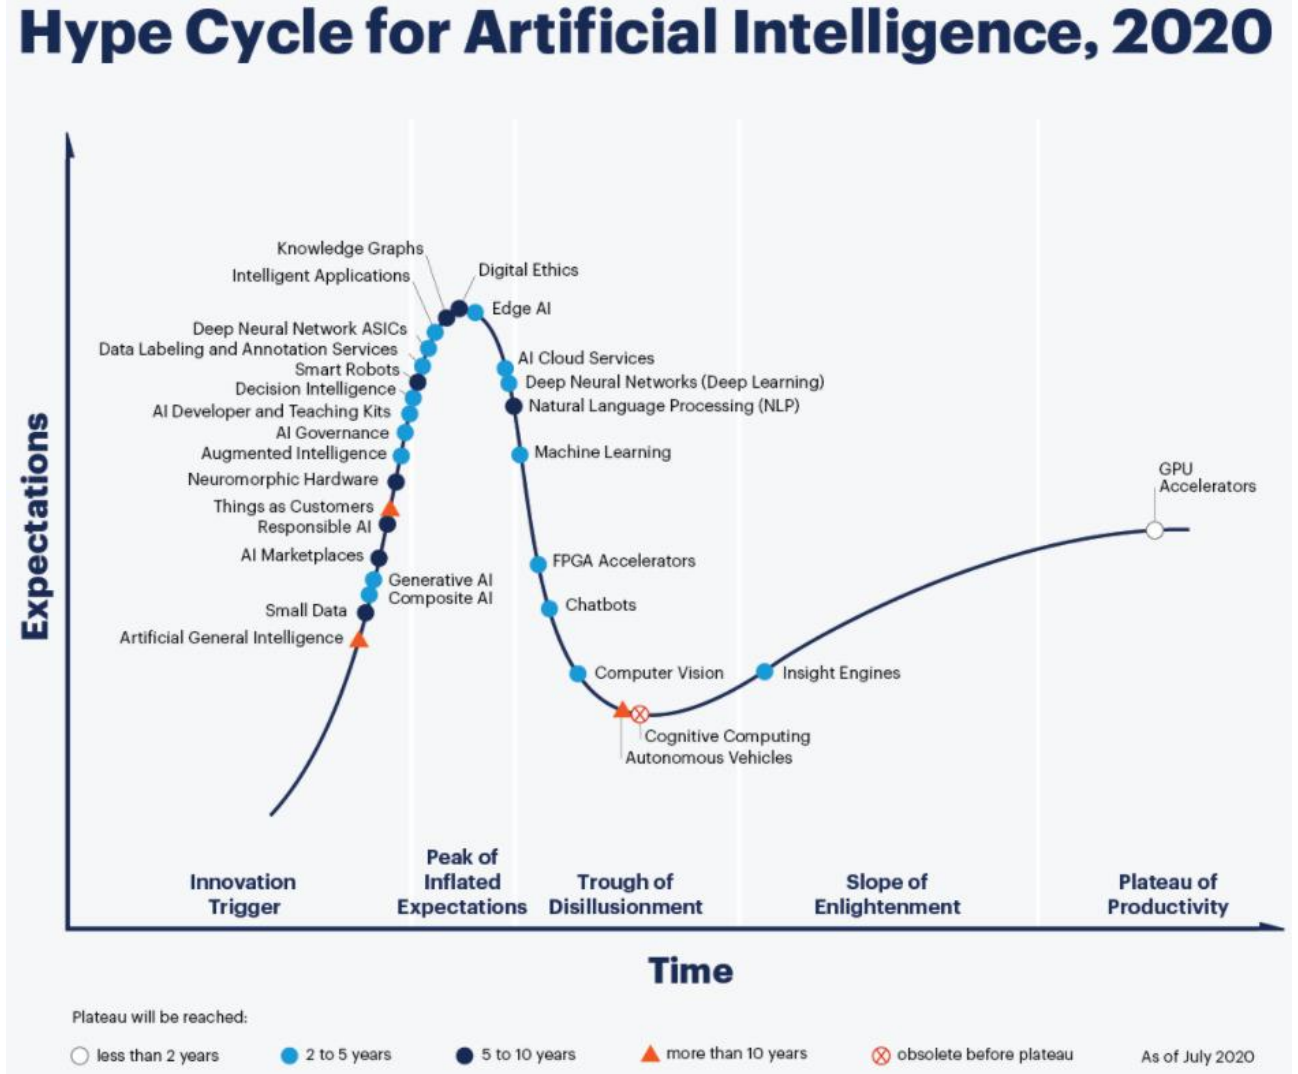 Hype Cycle for Artificial Intelligence, 2020
Expectations
Knowledge Graphs
Intelligent Applications
Digital Ethics
Edge AI
Deep Neural Network ASICs
Data Labeling and Annotation Services
Smart Robots
Decision Intelligence
AI Developer and Teaching Kits
AI Governance
Augmented Intelligence
Neuromorphic Hardware
Things as Customers
Responsible AI
AI Marketplaces
Generative AI
Composite AI
Small Data
Artificial General Intelligence
AI Cloud Services
Deep Neural Networks (Deep Learning)
Natural Language Processing (NLP)
Machine Learning
FPGA Accelerators
Chatbots
Computer Vision
Cognitive Computing
Autonomous Vehicles
Insight Engines
GPU
Accelerators
Innovation
Trigger
Peak of
Inflated
Expectations
Trough of
Disillusionment
Slope of
Enlightenment
Plateau of
Productivity
Time
Plateau will be reached:
less than 2 years
2 to 5 years
5 to 10 years
more than 10 years
obsolete before plateau
As of July 2020